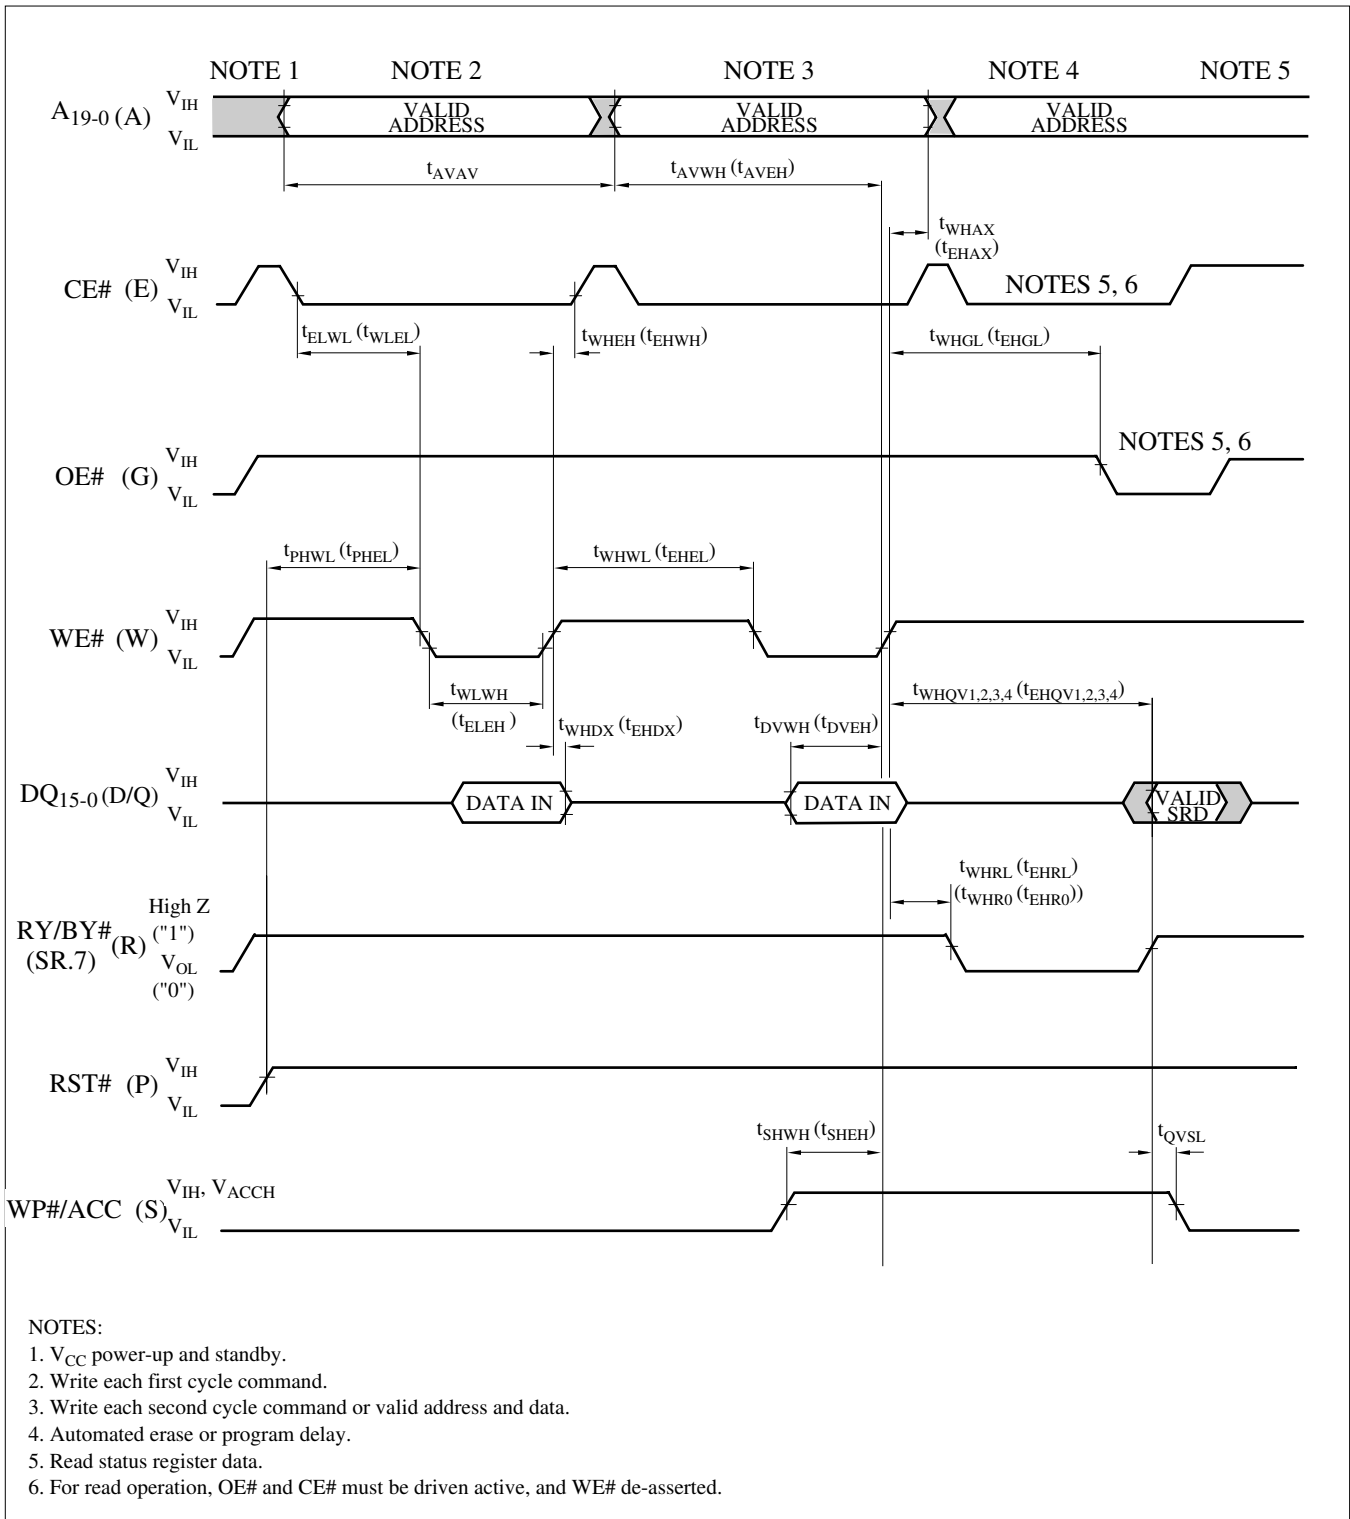 NOTE 1 NOTE 2 NOTE 3 NOTE 4 NOTE 5
A19-0 (A) VIH
VIL
VALID
ADDRESS
VALID
ADDRESS
VALID
ADDRESS
tAVAV
tAVWH (tAVEH)
tWHAX
(tEHAX)
CE# (E) VIH
VIL
NOTES 5, 6
tELWL (tWLEL)
tWHEH (tEHWH)
tWHGL (tEHGL)
OE# (G) VIH
VIL
NOTES 5, 6
tPHWL (tPHEL)
tWHWL (tEHEL)
WE# (W) VIH
VIL
tWLWH
(tELEH )
tWHDX (tEHDX)
tDVWH (tDVEH)
tWHQV1,2,3,4 (tEHQV1,2,3,4)
DQ15-0 (D/Q) VIH
VIL
DATA IN
DATA IN
VALID
SRD
tWHRL (tEHRL)
(tWHR0 (tEHR0))
RY/BY#
(SR.7)
(R)
High Z
("1")
VOL
("0")
RST# (P) VIH
VIL
tSHWH (tSHEH)
tQVSL
WP#/ACC (S) VIH, VACCH
VIL
NOTES:
1. VCC power-up and standby.
2. Write each first cycle command.
3. Write each second cycle command or valid address and data.
4. Automated erase or program delay.
5. Read status register data.
6. For read operation, OE# and CE# must be driven active, and WE# de-asserted.